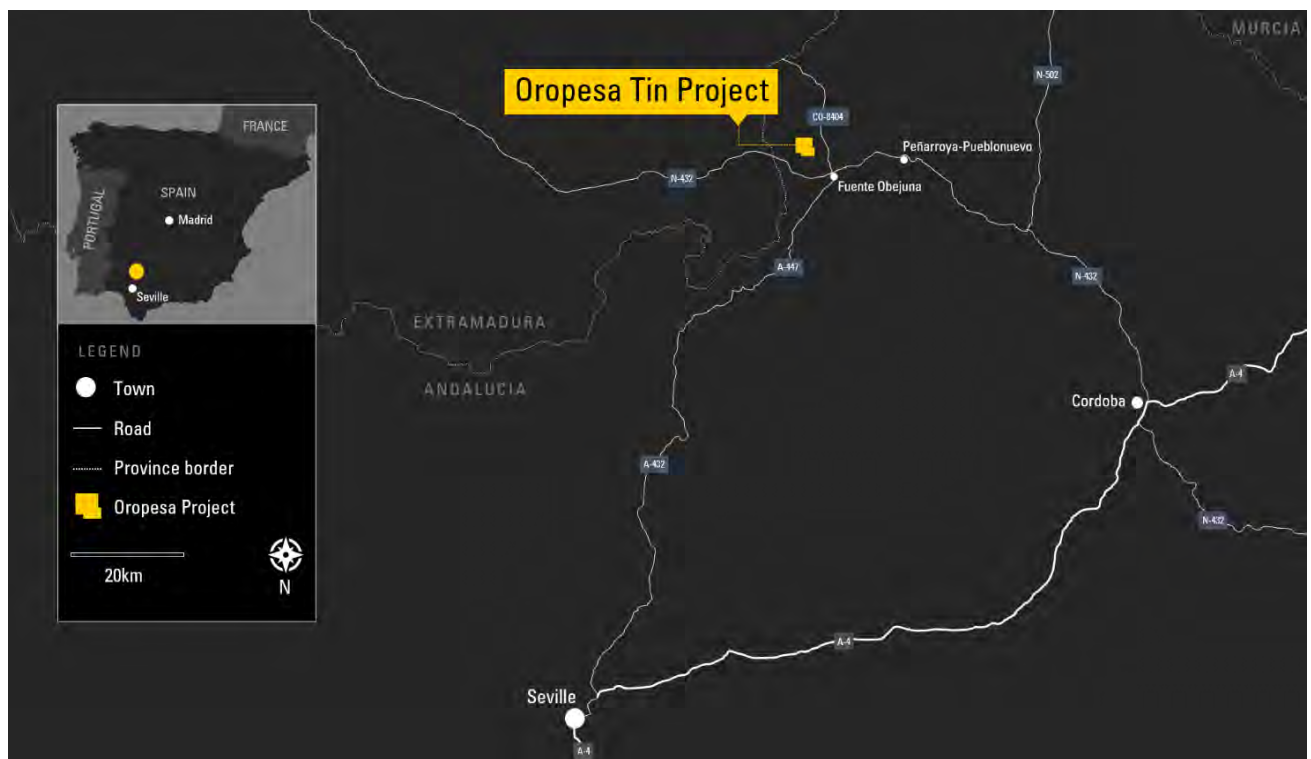 MURCIA
N-502
Oropesa Tin Project
CO-8404
FRANCE
Peñarroya-Pueblonuevo
N-432
Fuente Obejuna
SPAIN
PORTUGAL
Madrid
A-447
N-432
Seville
EXTRAMADURA
LEGEND
ANDALUCIA
A-4
Town
Cordoba
Road
A-432
Province border
Oropesa Project
N-432
20km
N
A-4
Seville
A-4